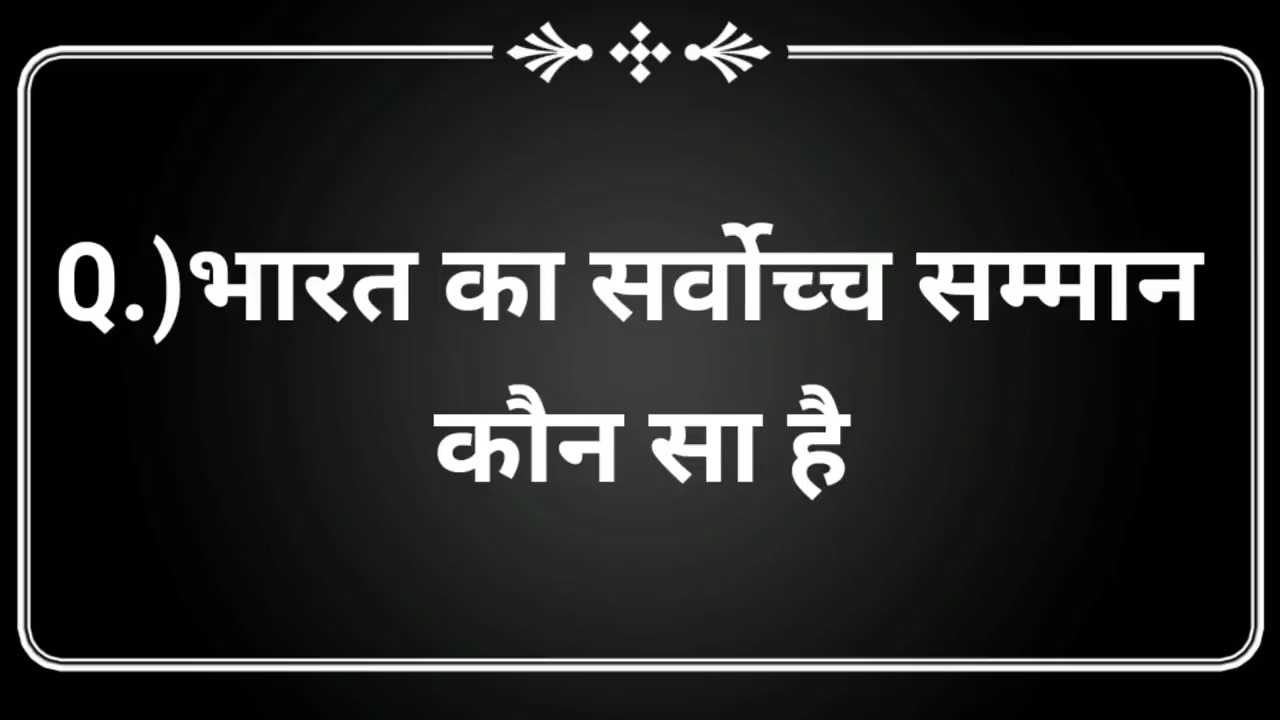 Q.)भारत का सर्वोच्च सम्मान
कौन सा है